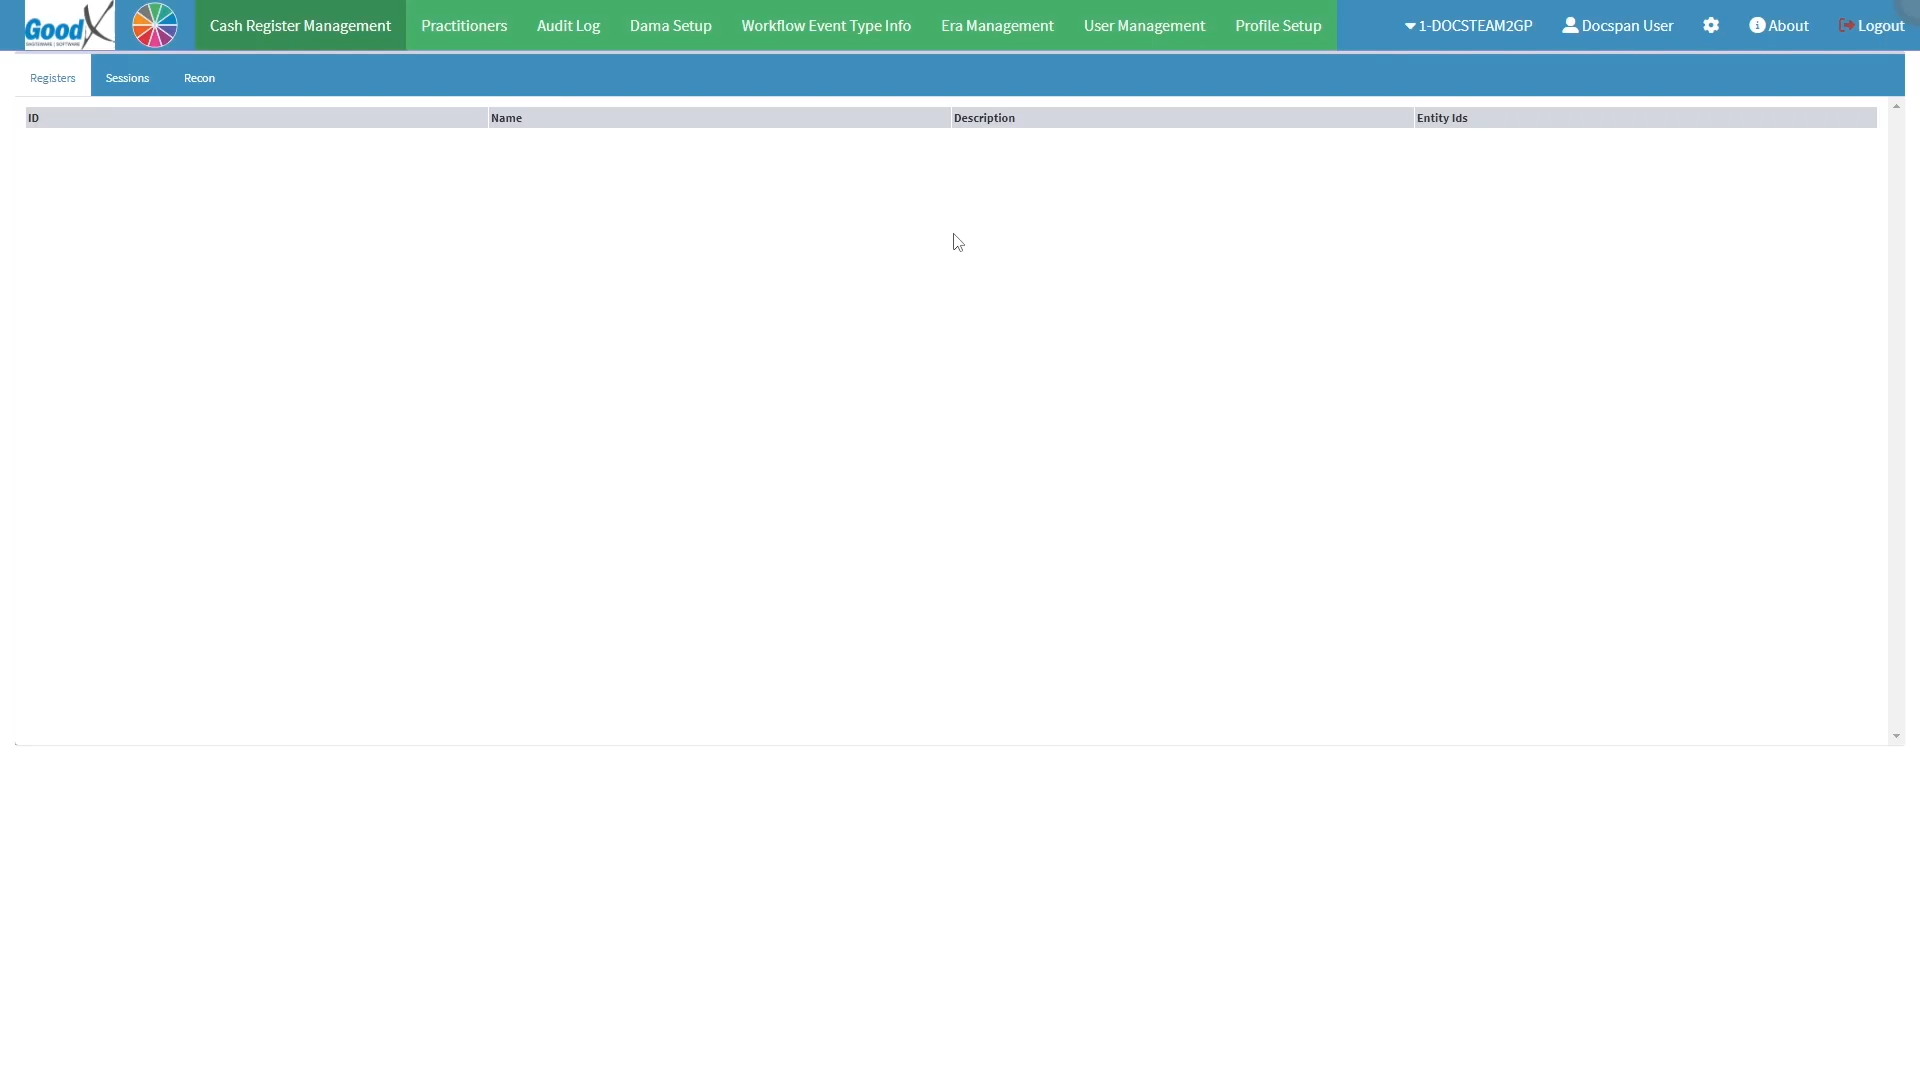 GoodX Cash Register Management Practitioners Audit Log Dama Setup Workflow Event Type Info Era Management User Management Profile Setup 1-DOCSTEAM2GP Docspan User About Logout
Registers Sessions Recon
ID Name Description Entity Ids